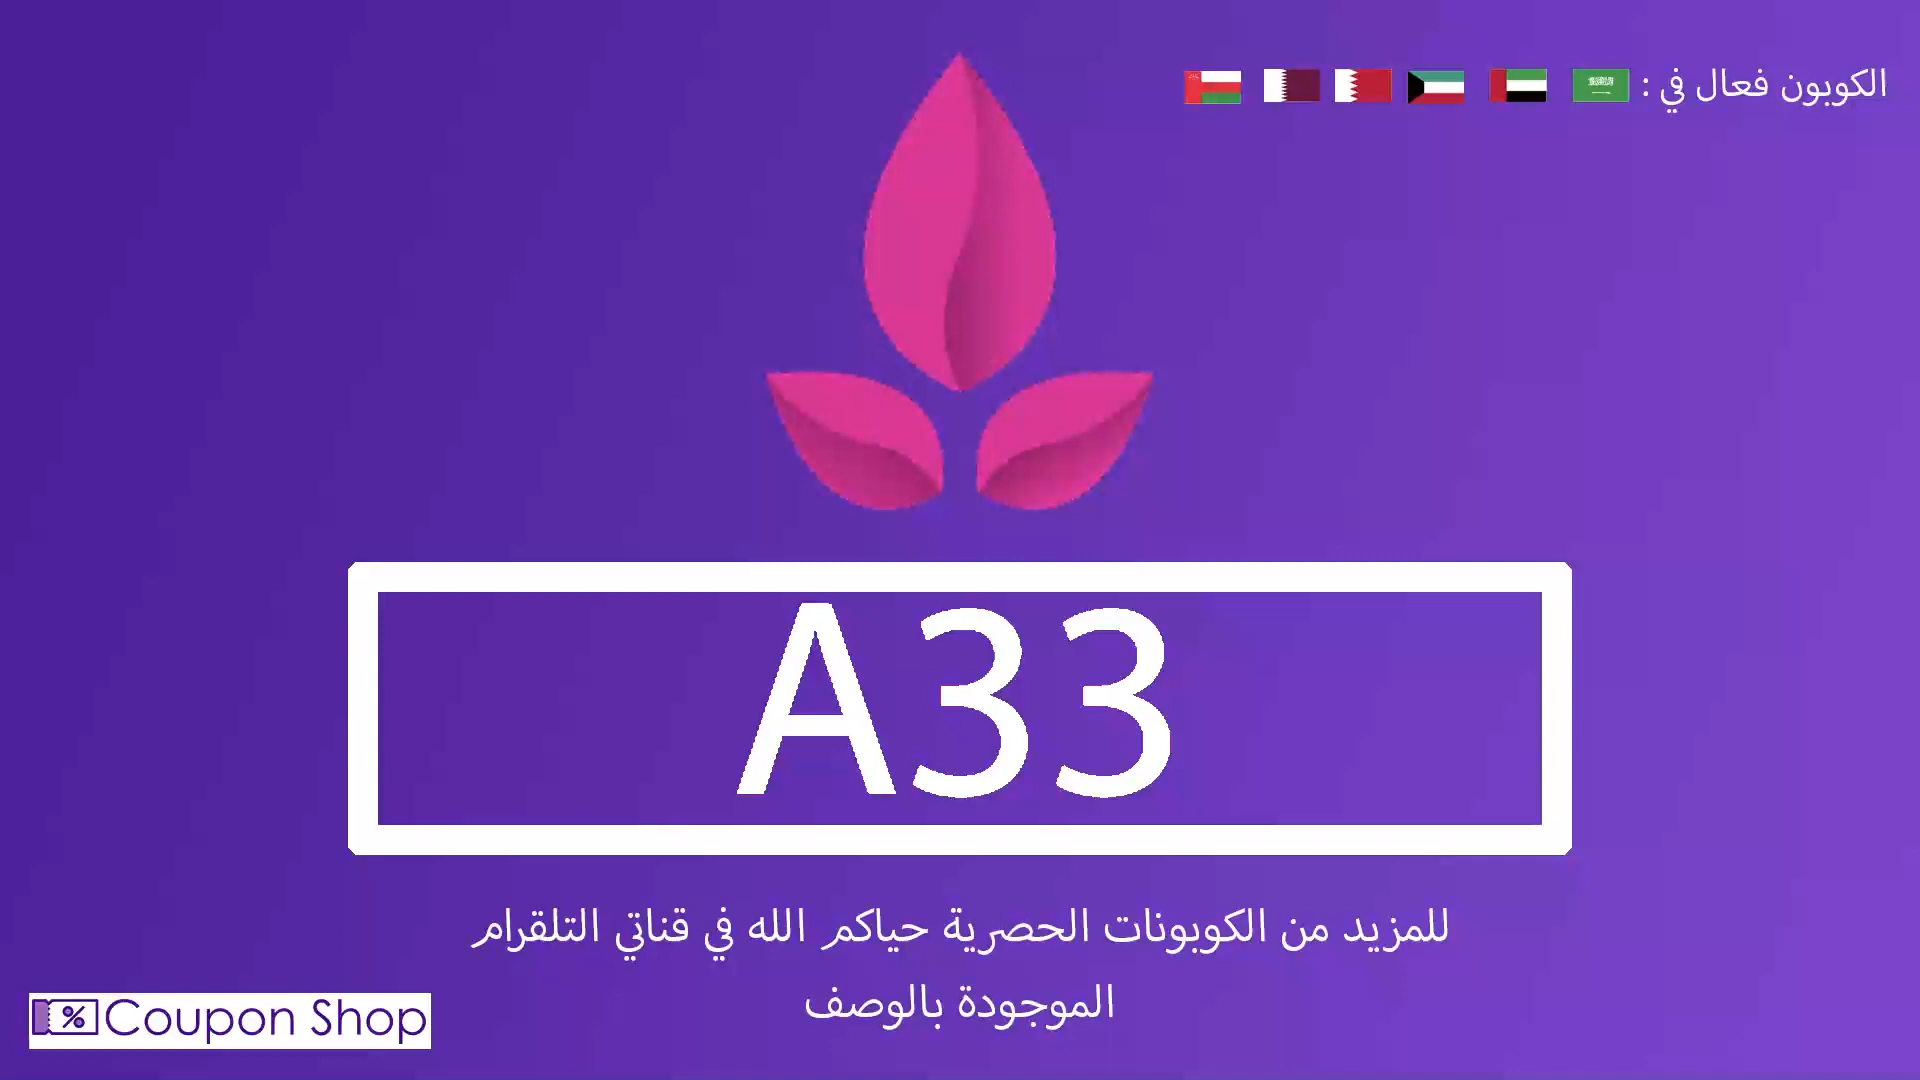 الكوبون فعال في :
A33
للمزيد من الكوبونات الحصرية حياكم الله في قناتي التلقرام
الموجودة بالوصف
Coupon Shop